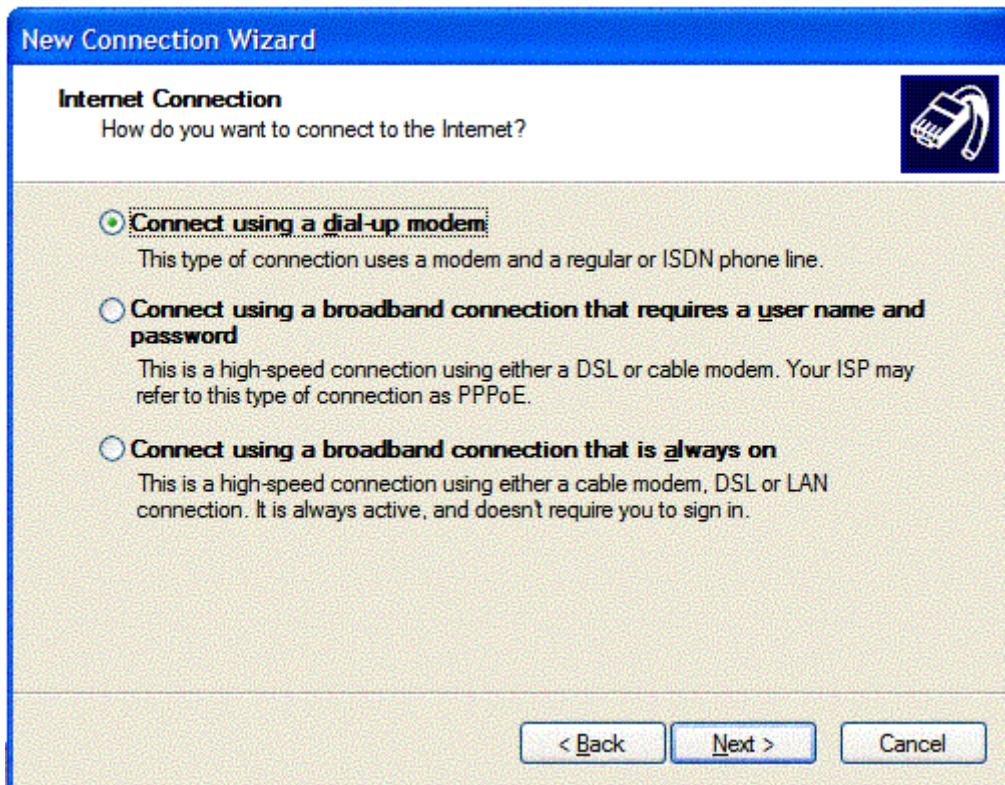 New Connection Wizard
Internet Connection
How do you want to connect to the Internet?
Connect using a dial-up modem
This type of connection uses a modem and a regular or ISDN phone line.
Connect using a broadband connection that requires a user name and
password
This is a high-speed connection using either a DSL or cable modem. Your ISP may
refer to this type of connection as PPPoE.
Connect using a broadband connection that is always on
This is a high-speed connection using either a cable modem, DSL or LAN
connection. It is always active, and doesn't require you to sign in.
< Back Next > Cancel